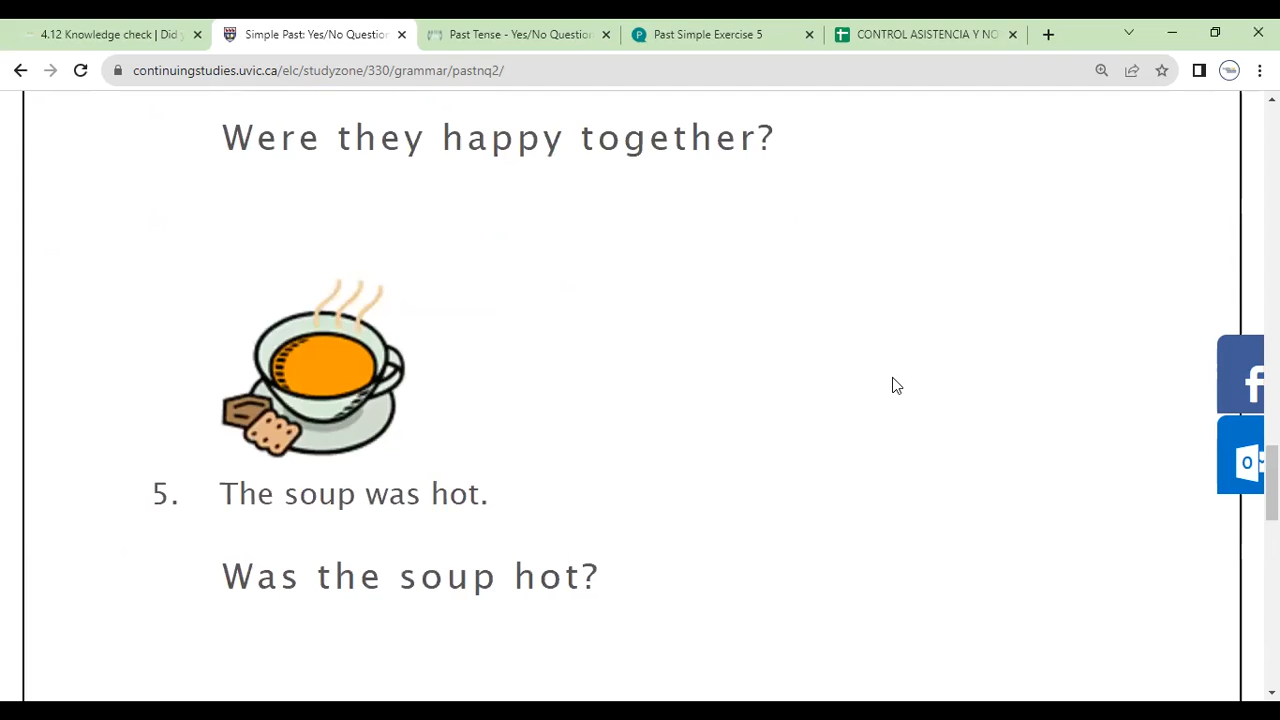 4.12 Knowledge check | Did y
Simple Past: Yes/No Question
Past Tense - Yes/No Question
Past Simple Exercise 5
CONTROL ASISTENCIA Y NO
continuingstudies.uvic.ca/elc/studyzone/330/grammar/pastnq2/
Were they happy together?
5. The soup was hot.
Was the soup hot?